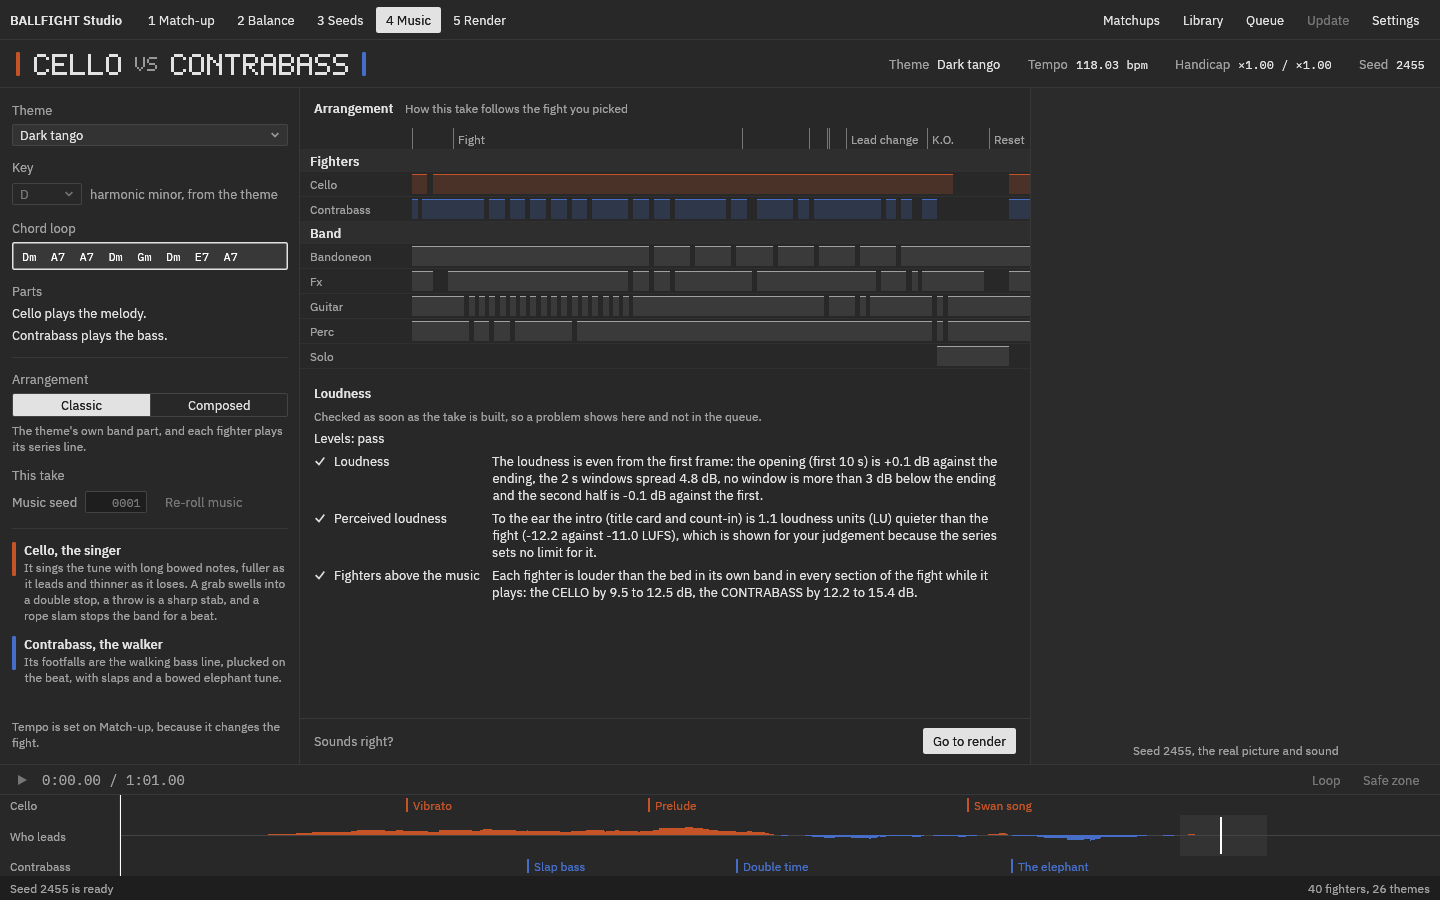 BALLFIGHT Studio 1 Match-up 2 Balance 3 Seeds 4 Music 5 Render Matchups Library Queue Update Settings
CELLO VS CONTRABASS Theme Dark tango Tempo 118.03 bpm Handicap ×1.00 / ×1.00 Seed 2455
Theme
Dark tango
Key
D harmonic minor, from the theme
Chord loop
Dm A7 A7 Dm Gm Dm E7 A7
Parts
Cello plays the melody.
Contrabass plays the bass.
Arrangement
Classic Composed
The theme's own band part, and each fighter plays
its series line.
This take
Music seed 0001 Re-roll music
Cello, the singer
It sings the tune with long bowed notes, fuller as
it leads and thinner as it loses. A grab swells into
a double stop, a throw is a sharp stab, and a
rope slam stops the band for a beat.
Contrabass, the walker
Its footfalls are the walking bass line, plucked on
the beat, with slaps and a bowed elephant tune.
Tempo is set on Match-up, because it changes the
fight.
Arrangement How this take follows the fight you picked
Fight Lead change K.O. Reset
Fighters
Cello
Contrabass
Band
Bandoneon
Fx
Guitar
Perc
Solo
Loudness
Checked as soon as the take is built, so a problem shows here and not in the queue.
Levels: pass
Loudness The loudness is even from the first frame: the opening (first 10 s) is +0.1 dB against the
ending, the 2 s windows spread 4.8 dB, no window is more than 3 dB below the ending
and the second half is -0.1 dB against the first.
Perceived loudness To the ear the intro (title card and count-in) is 1.1 loudness units (LU) quieter than the
fight (-12.2 against -11.0 LUFS), which is shown for your judgement because the series
sets no limit for it.
Fighters above the music Each fighter is louder than the bed in its own band in every section of the fight while it
plays: the CELLO by 9.5 to 12.5 dB, the CONTRABASS by 12.2 to 15.4 dB.
Sounds right? Go to render
Seed 2455, the real picture and sound
0:00.00 / 1:01.00 Loop Safe zone
Cello Vibrato Prelude Swan song
Who leads
Contrabass Slap bass Double time The elephant
Seed 2455 is ready 40 fighters, 26 themes